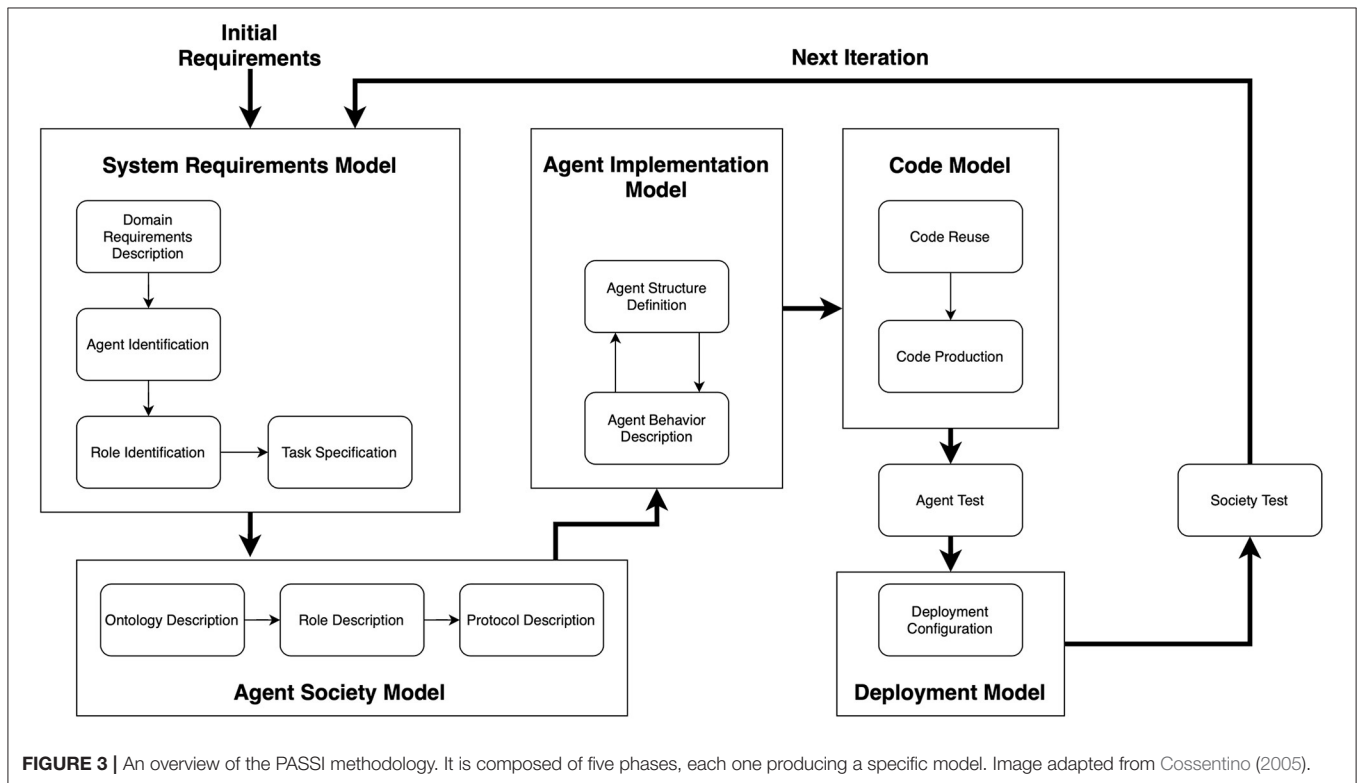 Initial
Requirements
Next Iteration
System Requirements Model
Domain
Requirements
Description
Agent Identification
Role Identification
Task Specification
Agent Implementation
Model
Agent Structure
Definition
Agent Behavior
Description
Code Model
Code Reuse
Code Production
Agent Test
Society Test
Ontology Description
Role Description
Protocol Description
Agent Society Model
Deployment
Configuration
Deployment Model
FIGURE 3 | An overview of the PASSI methodology. It is composed of five phases, each one producing a specific model. Image adapted from Cossentino (2005).